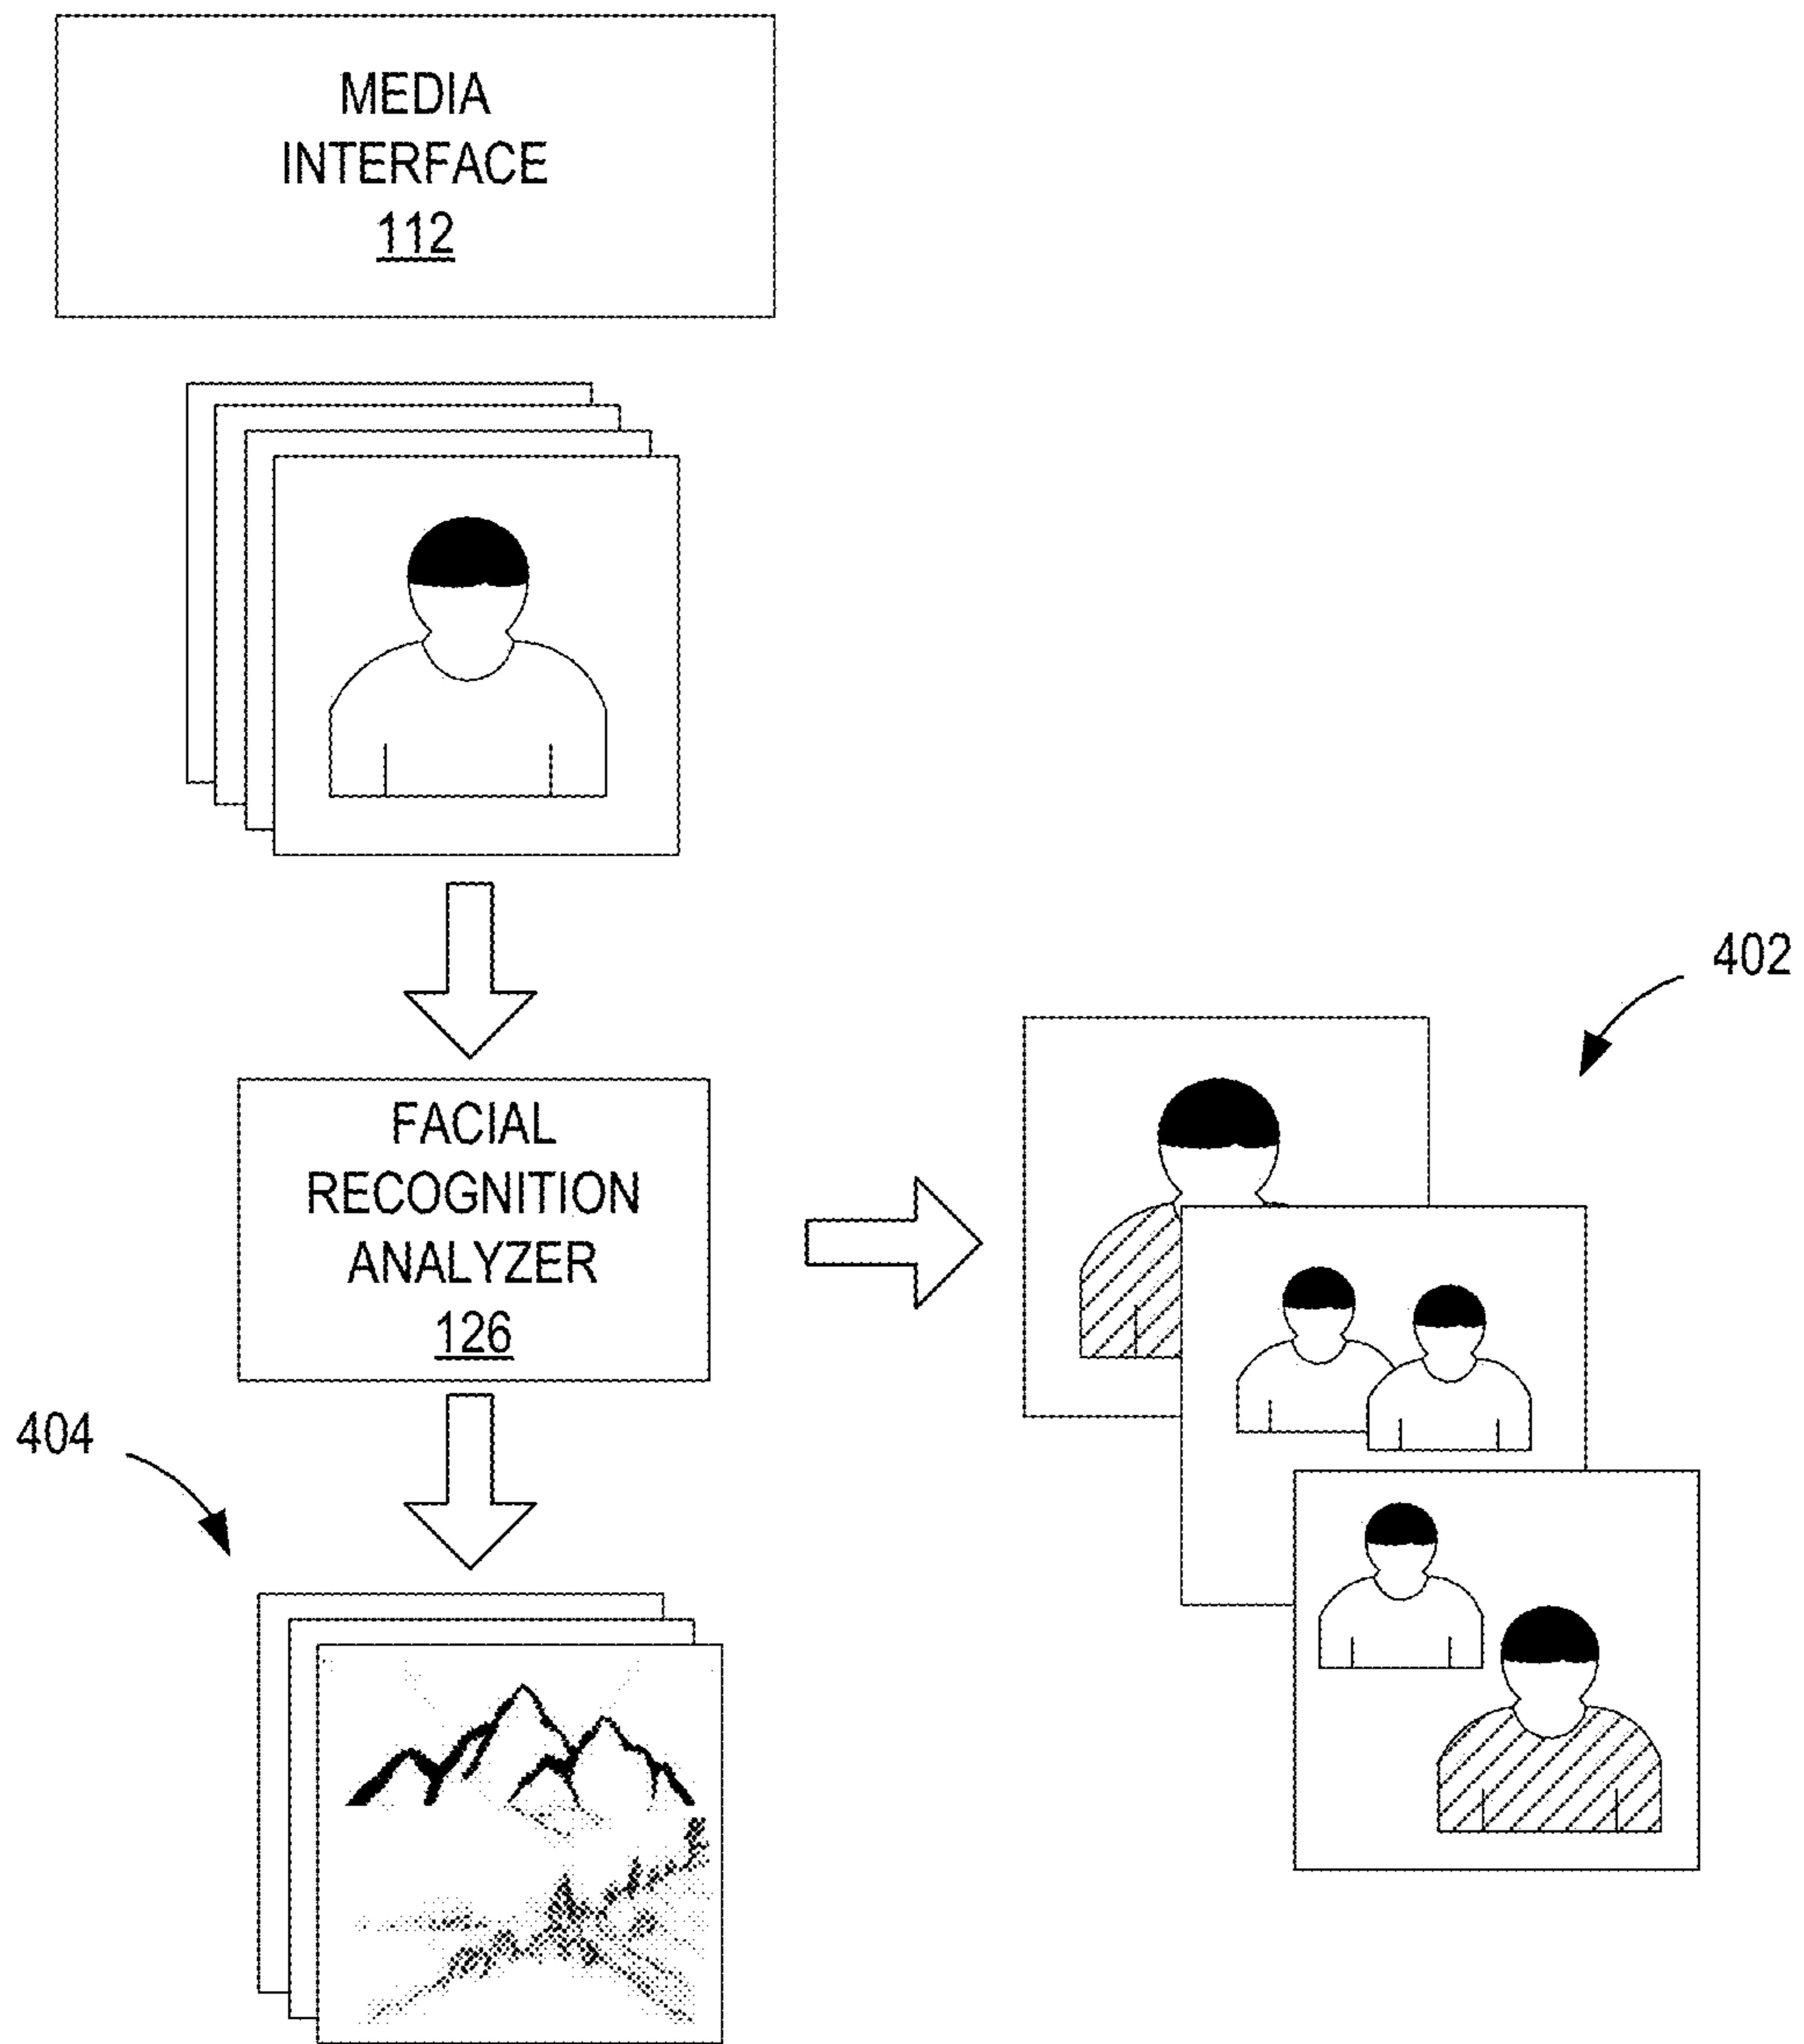 MEDIA
INTERFACE
112
402
FACIAL
RECOGNITION
ANALYZER
126
404